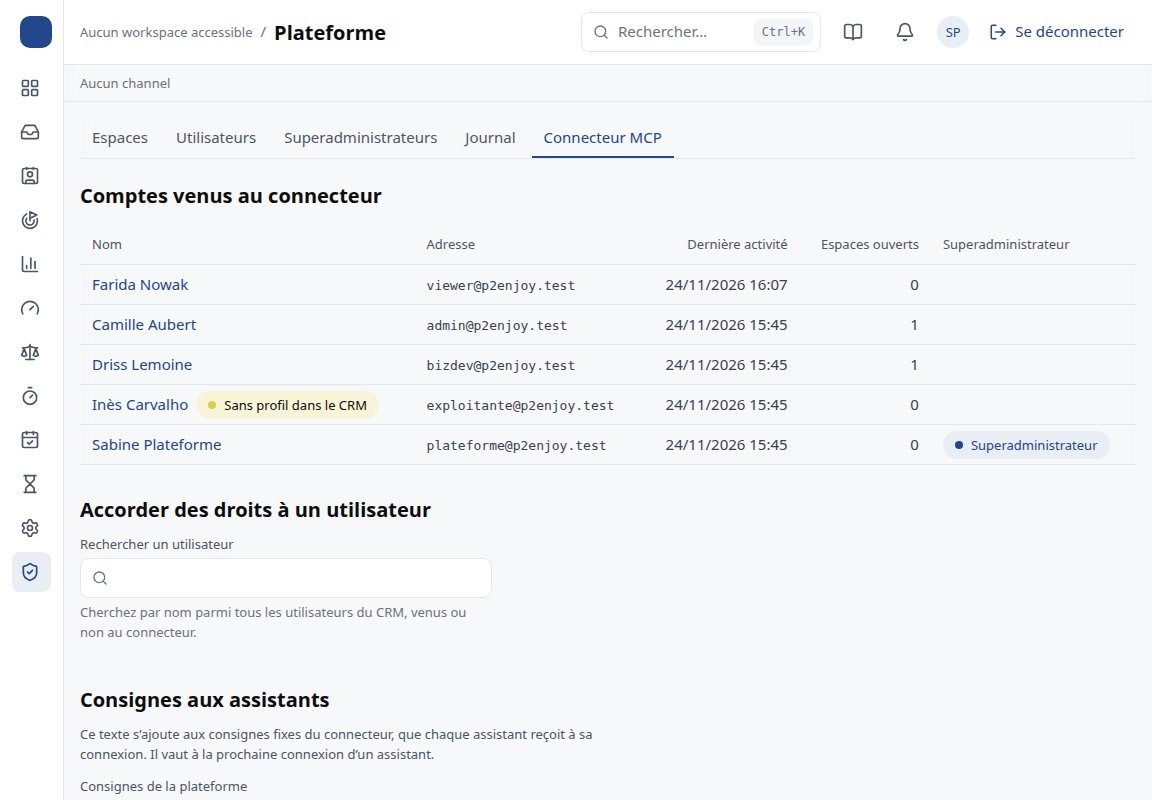 Aucun workspace accessible / Plateforme
Rechercher... Ctrl+K
SP
Se déconnecter
Aucun channel
Espaces Utilisateurs Superadministrateurs Journal Connecteur MCP
Comptes venus au connecteur
Nom Adresse Dernière activité Espaces ouverts Superadministrateur
Farida Nowak viewer@p2enjoy.test 24/11/2026 16:07 0
Camille Aubert admin@p2enjoy.test 24/11/2026 15:45 1
Driss Lemoine bizdev@p2enjoy.test 24/11/2026 15:45 1
Inès Carvalho Sans profil dans le CRM exploitante@p2enjoy.test 24/11/2026 15:45 0
Sabine Plateforme plateforme@p2enjoy.test 24/11/2026 15:45 0 Superadministrateur
Accorder des droits à un utilisateur
Rechercher un utilisateur
Cherchez par nom parmi tous les utilisateurs du CRM, venus ou
non au connecteur.
Consignes aux assistants
Ce texte s’ajoute aux consignes fixes du connecteur, que chaque assistant reçoit à sa
connexion. Il vaut à la prochaine connexion d’un assistant.
Consignes de la plateforme